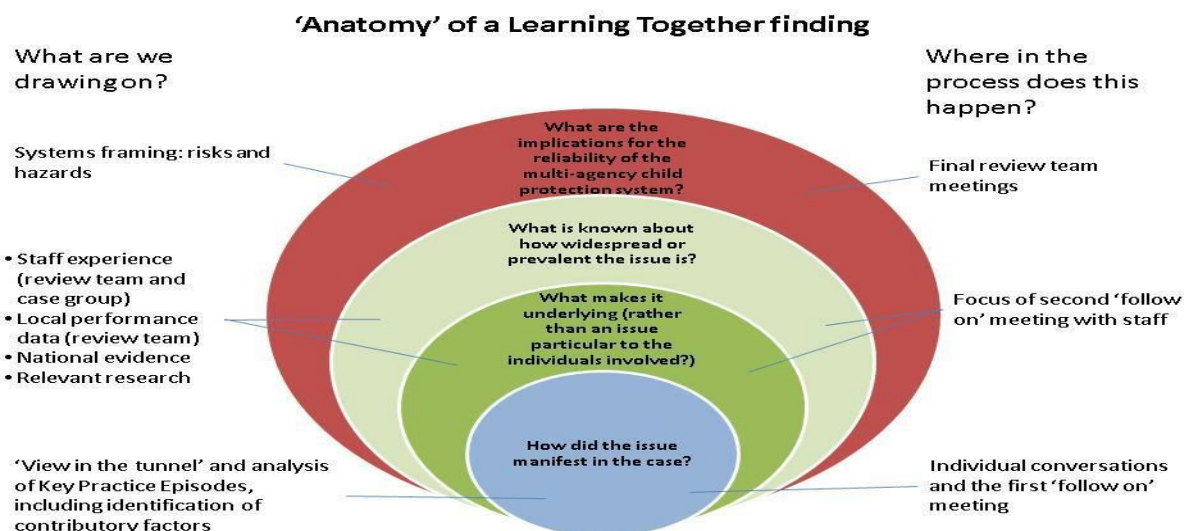 ‘Anatomy’ of a Learning Together finding
What are we
drawing on?
Systems framing: risks and
hazards
• Staff experience
(review team and
case group)
• Local performance
data (review team)
• National evidence
• Relevant research
‘View in the tunnel’ and analysis
of Key Practice Episodes,
including identification of
contributory factors
What are the
implications for the
reliability of the
multi-agency child
protection system?
What is known about
how widespread or
prevalent the issue is?
What makes it
underlying (rather
than an issue
particular to the
individuals involved?)
How did the issue
manifest in the case?
Where in the
process does this
happen?
Final review team
meetings
Focus of second ‘follow
on’ meeting with staff
Individual conversations
and the first ‘follow on’
meeting